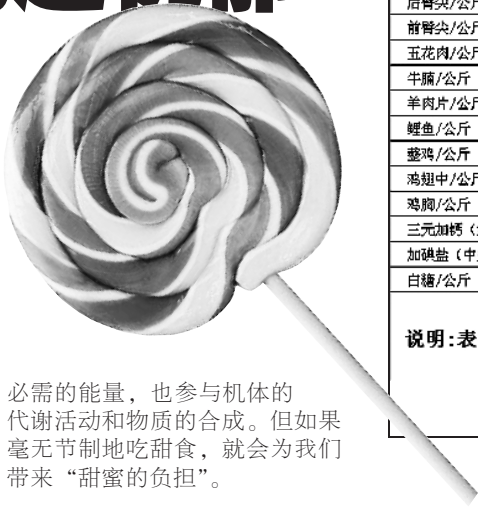 后臀尖/公斤
前臀尖/公斤
五花肉/公斤
牛腩/公斤
羊肉片/公斤
鲤鱼/公斤
整鸡/公斤
鸡翅中/公斤
鸡胸/公斤
三元加钙
加碘盐（中
白糖/公斤
说明:表
必需的能量，也参与机体的
代谢活动和物质的合成。但如果
毫无节制地吃甜食，就会为我们
带来“甜蜜的负担”。